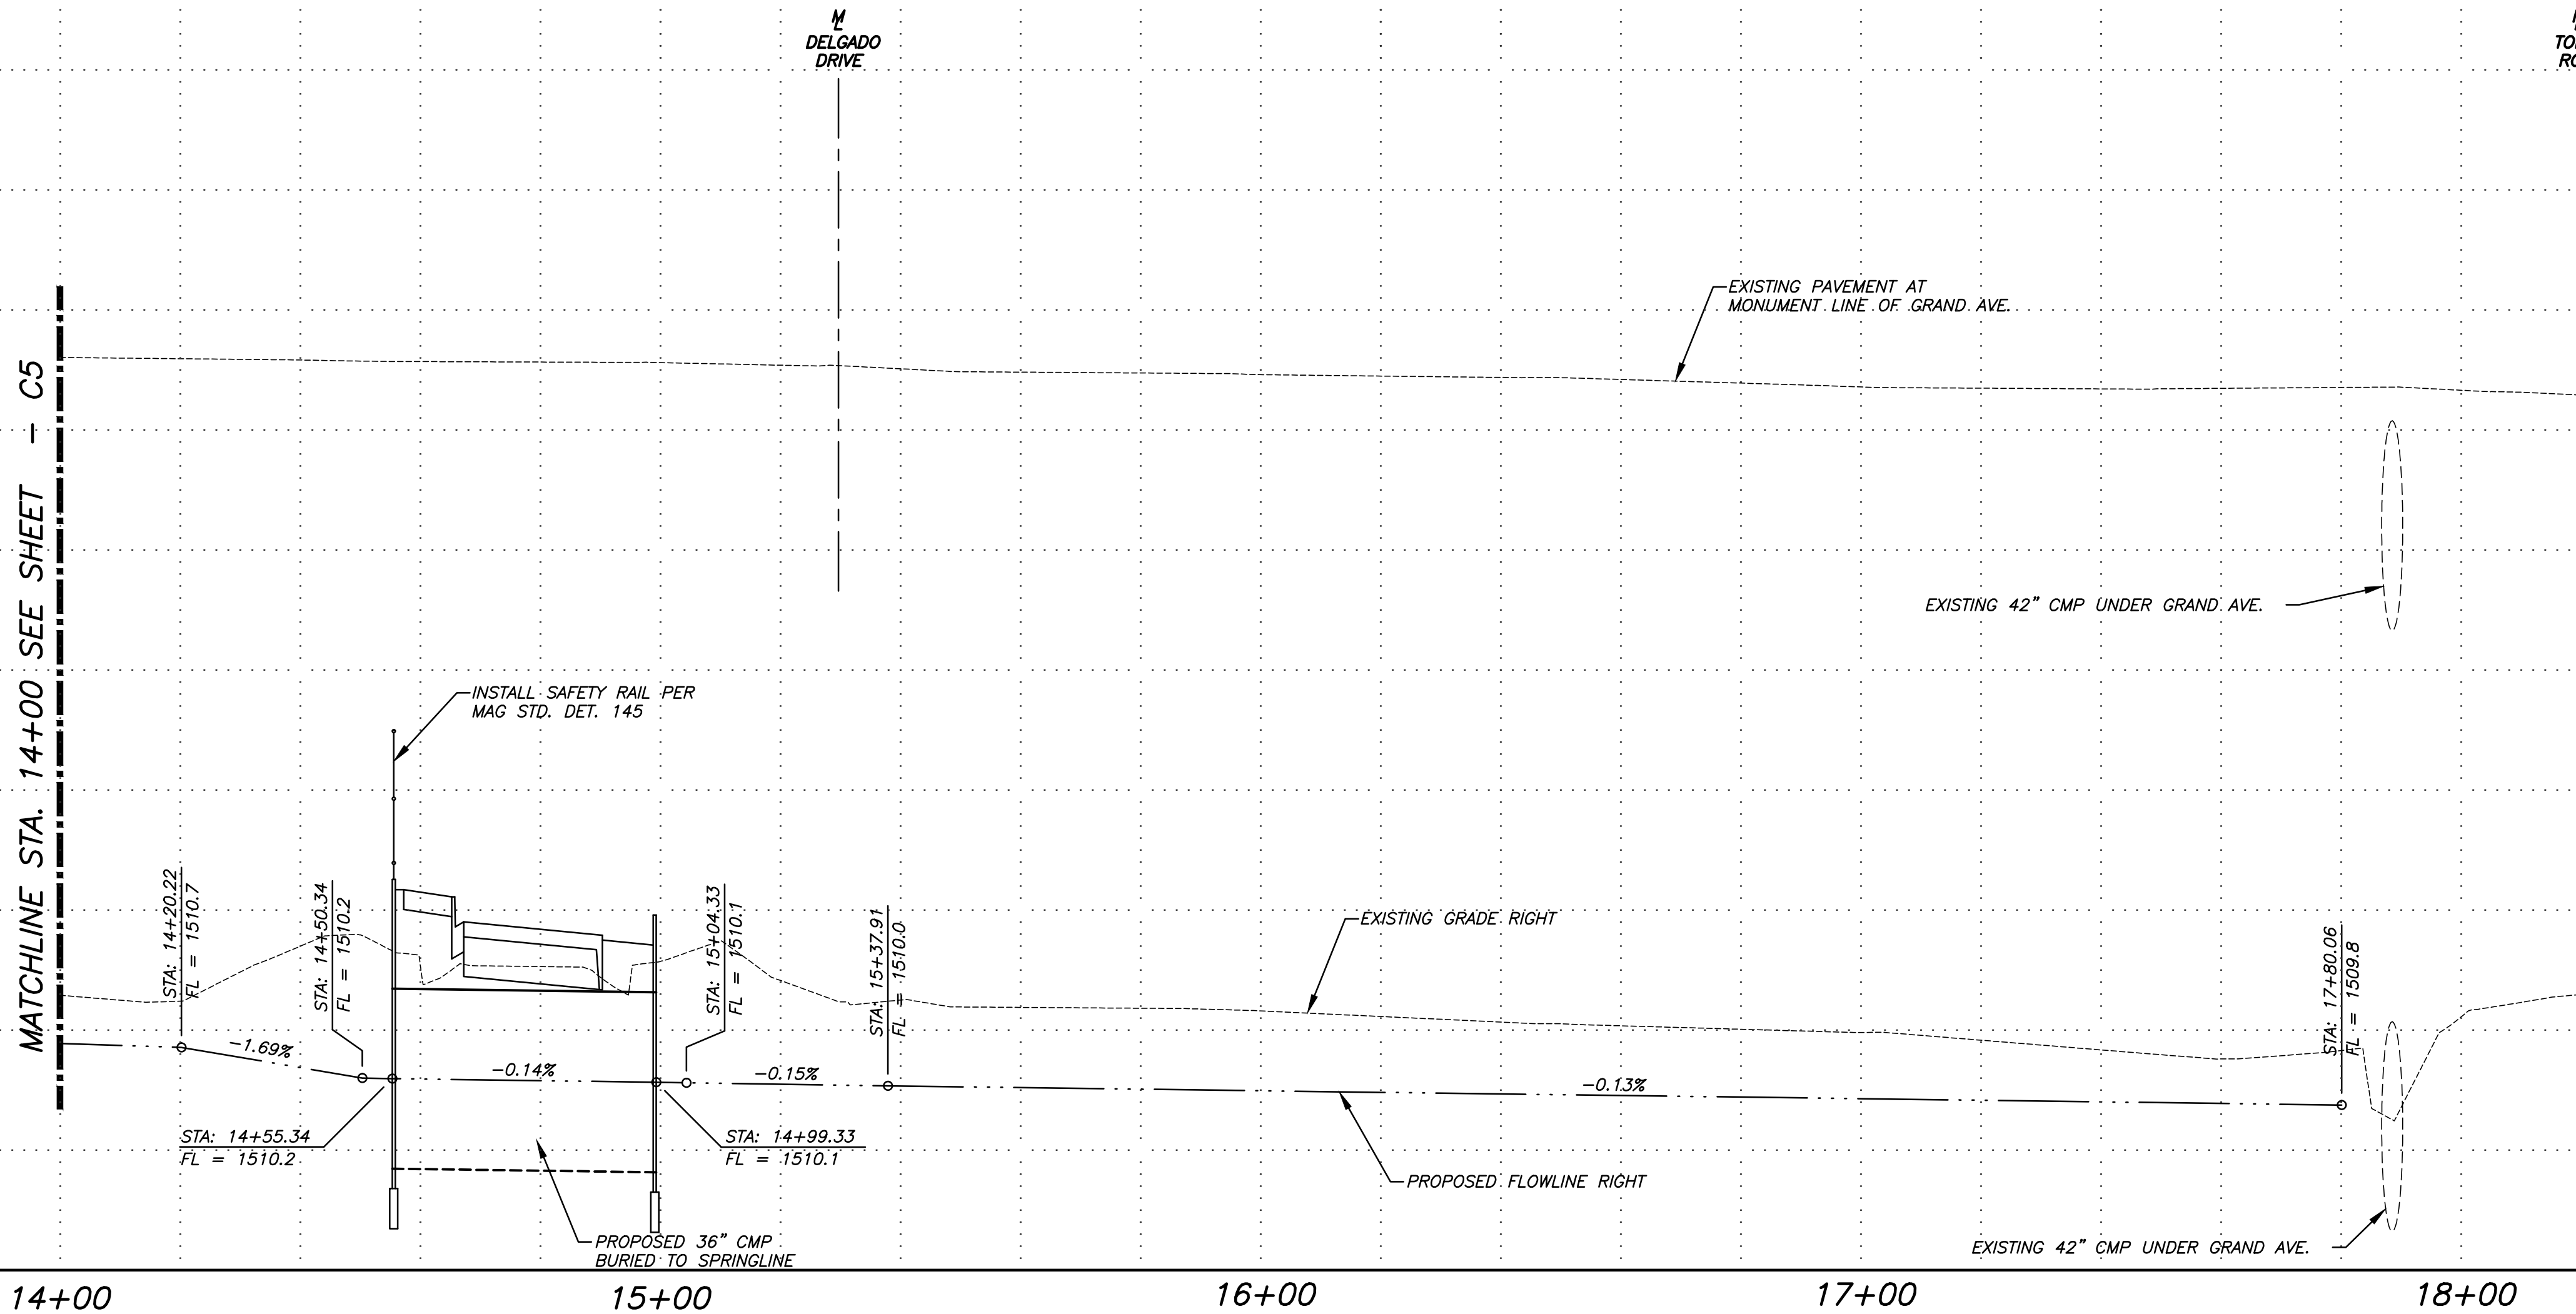 M
L
DELGADO
DRIVE
MATCHLINE STA. 14+00 SEE SHEET - C5
EXISTING PAVEMENT AT
MONUMENT LINE OF GRAND AVE.
EXISTING 42" CMP UNDER GRAND AVE.
INSTALL SAFETY RAIL PER
MAG STD. DET. 145
STA: 14+20.22
FL = 1510.7
STA: 14+50.34
FL = 1510.2
STA: 15+04.33
FL = 1510.1
STA: 15+37.91
FL = 1510.0
EXISTING GRADE RIGHT
STA: 17+80.06
FL = 1509.8
-1.69%
-0.14%
-0.15%
-0.13%
STA: 14+55.34
FL = 1510.2
STA: 14+99.33
FL = 1510.1
PROPOSED FLOWLINE RIGHT
PROPOSED 36" CMP
BURIED TO SPRINGLINE
EXISTING 42" CMP UNDER GRAND AVE.
14+00
15+00
16+00
17+00
18+00